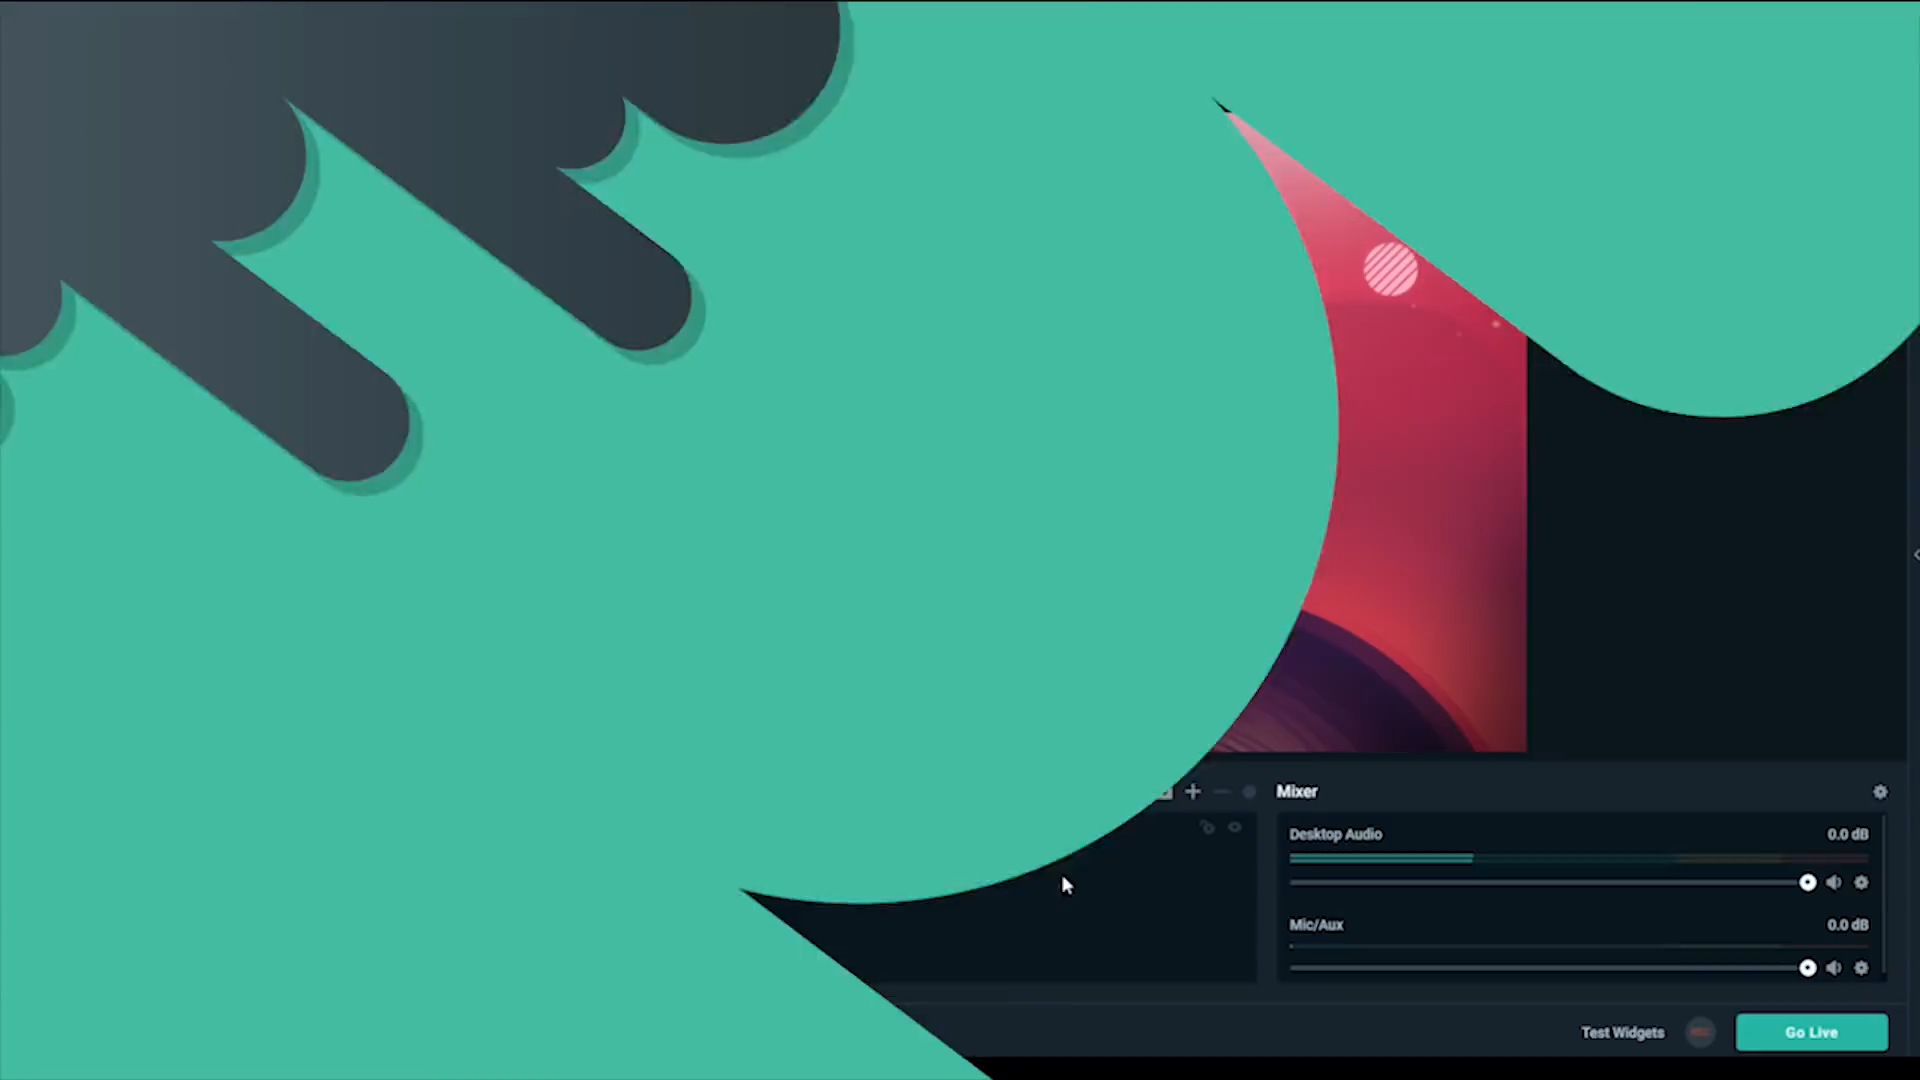 Mixer
Desktop Audio 0.0 dB
Mic/Aux 0.0 dB
Test Widgets
Go Live